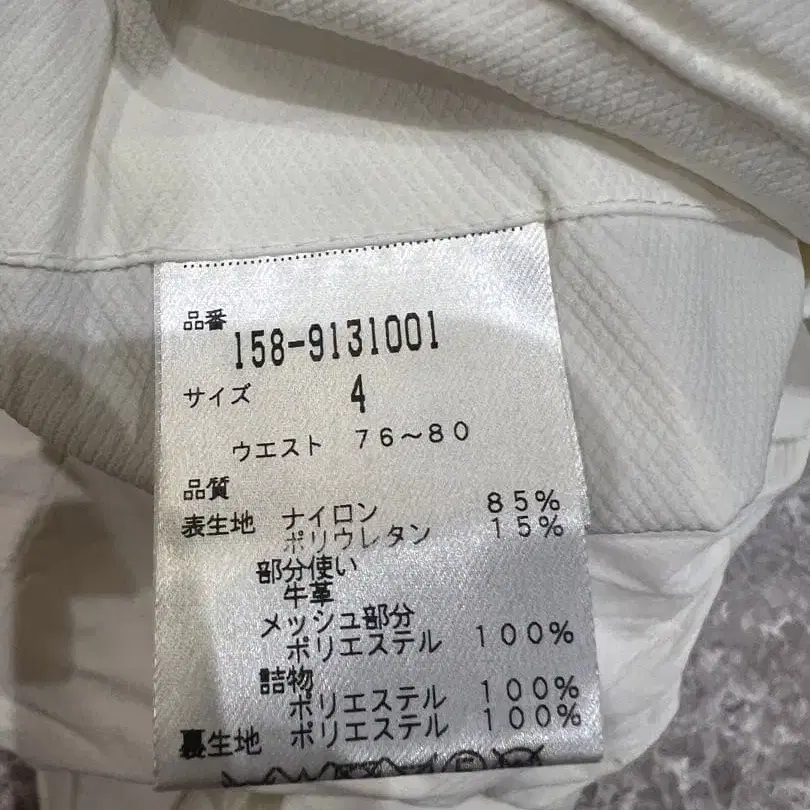 品番
158-9131001
サイズ 4
ウエスト 76～80
品質
表生地 ナイロン 85%
ポリウレタン 15%
部分使い
牛革
メッシュ部分
ポリエステル 100%
詰物
ポリエステル 100%
裏生地 ポリエステル 100%